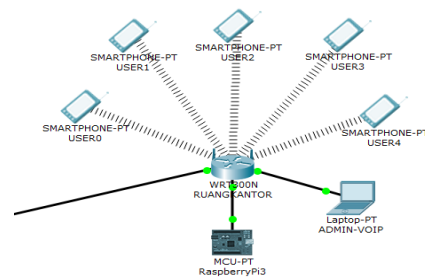 SMARTPHONE-PT
USER2
SMARTPHONE-PT
USER1
SMARTPHONE-PT
USER3
SMARTPHONE-PT
USER0
SMARTPHONE-PT
USER4
WRT300N
RUANGKANTOR
Laptop-PT
ADMIN-VOIP
MCU-PT
RaspberryPi3